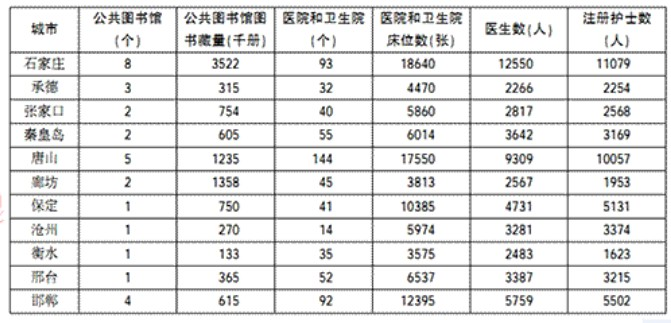 城市 公共图书馆(个) 公共图书馆图书藏量(千册) 医院和卫生院(个) 医院和卫生院床位数(张) 医生数(人) 注册护士数(人)
石家庄 8 3522 93 18640 12550 11079
承德 3 315 32 4470 2266 2254
张家口 2 754 40 5860 2817 2568
秦皇岛 2 605 55 6014 3642 3169
唐山 5 1235 144 17550 9309 10057
廊坊 2 1358 45 3813 2567 1953
保定 1 750 41 10385 4731 5131
沧州 1 270 14 5974 3281 3374
衡水 1 133 35 3575 2483 1623
邢台 1 365 52 6537 3387 3215
邯郸 4 615 92 12395 5759 5502